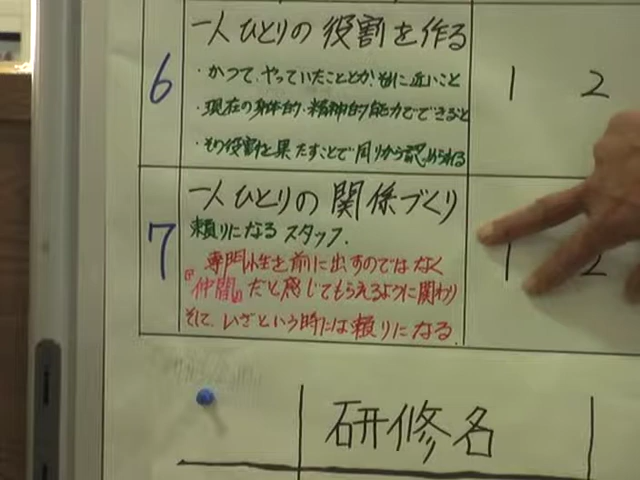 6
一人ひとりの役割を作る
・かつて、やっていたこととか、それに近いこと
・現在の身体的・精神的能力でできること
・その役割を果たすことで周りから認められる
1 2
7
一人ひとりの関係づくり
頼りになるスタッフ.
専門性を前に出すのではなく
『仲間』だと感じてもらえるように関わり
そして、いざという時には頼りになる.
1 2
研修名